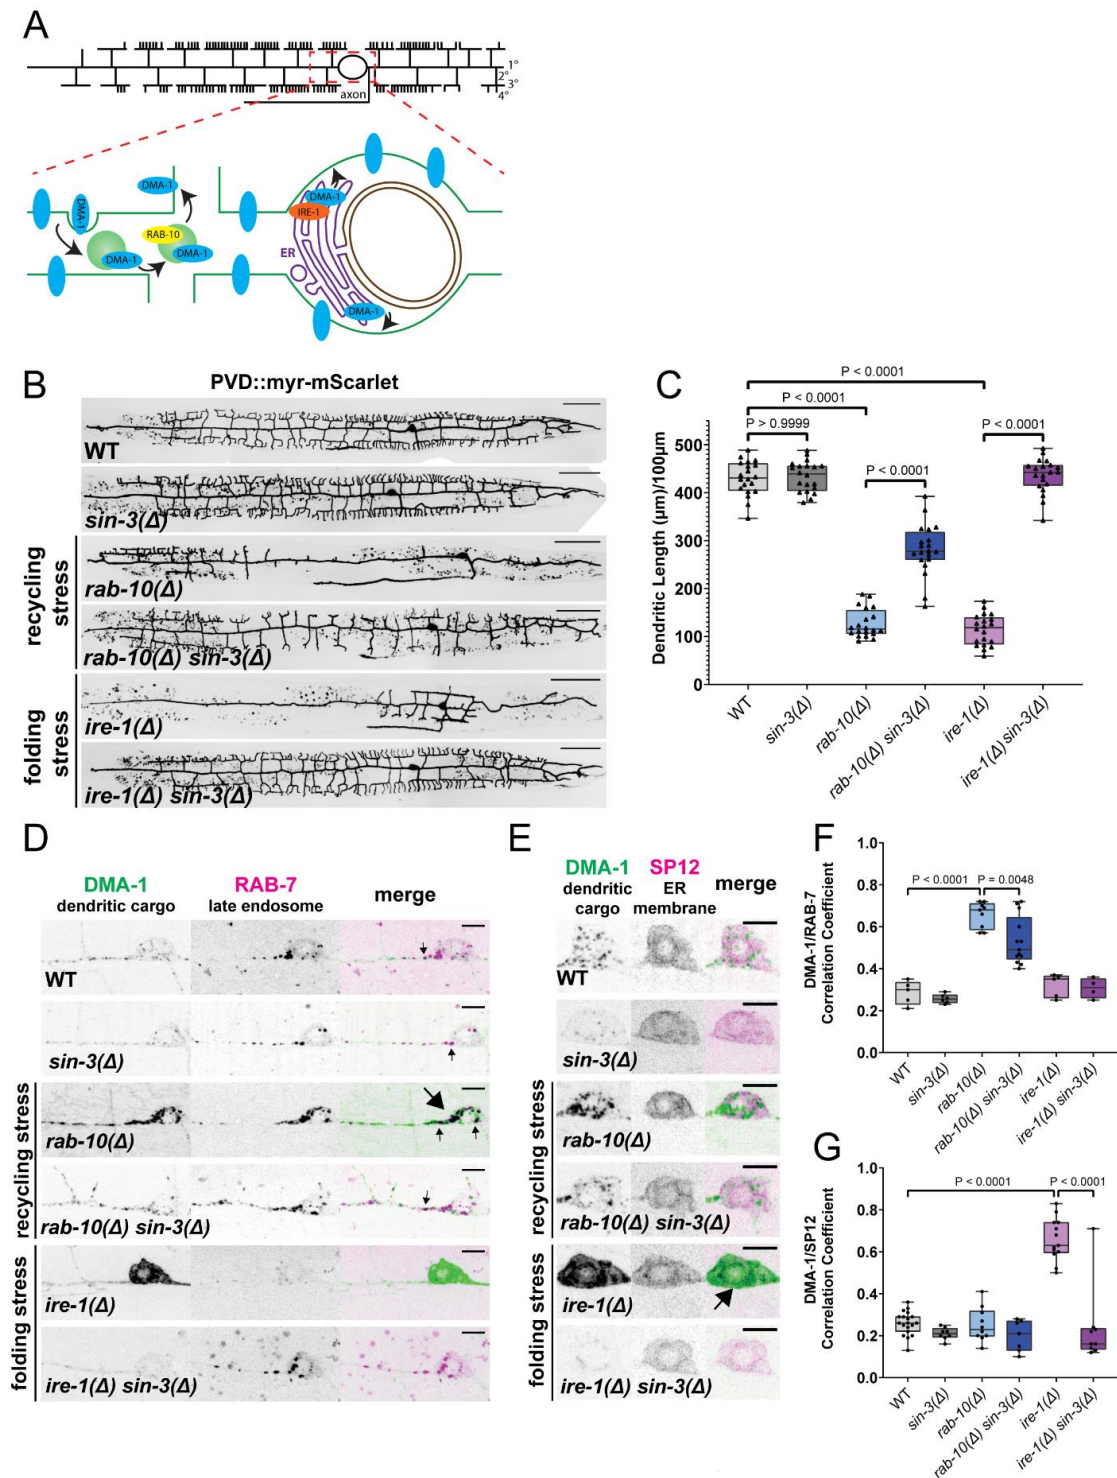 A
1°
2°
3°
4°
axon
DMA-1
DMA-1
RAB-10
DMA-1
DMA-1
DMA-1
IRE-1
ER
DMA-1
B
PVD::myr-mScarlet
WT
sin-3(Δ)
recycling stress
rab-10(Δ)
rab-10(Δ) sin-3(Δ)
folding stress
ire-1(Δ)
ire-1(Δ) sin-3(Δ)
C
P < 0.0001
P < 0.0001
P > 0.9999
P < 0.0001
P < 0.0001
Dendritic Length (μm)/100μm
500
400
300
200
100
0
WT
sin-3(Δ)
rab-10(Δ)
rab-10(Δ) sin-3(Δ)
ire-1(Δ)
ire-1(Δ) sin-3(Δ)
D
DMA-1 RAB-7 merge
dendritic cargo late endosome
WT
sin-3(Δ)
recycling stress
rab-10(Δ)
rab-10(Δ) sin-3(Δ)
folding stress
ire-1(Δ)
ire-1(Δ) sin-3(Δ)
E
DMA-1 SP12 merge
dendritic ER
cargo membrane
WT
sin-3(Δ)
recycling stress
rab-10(Δ)
rab-10(Δ) sin-3(Δ)
folding stress
ire-1(Δ)
ire-1(Δ) sin-3(Δ)
F
DMA-1/RAB-7
Correlation Coefficient
1.0
0.8
0.6
0.4
0.2
0.0
P < 0.0001 P = 0.0048
WT
sin-3(Δ)
rab-10(Δ)
rab-10(Δ) sin-3(Δ)
ire-1(Δ)
ire-1(Δ) sin-3(Δ)
G
DMA-1/SP12
Correlation Coefficient
1.0
0.8
0.6
0.4
0.2
0.0
P < 0.0001 P < 0.0001
WT
sin-3(Δ)
rab-10(Δ)
rab-10(Δ) sin-3(Δ)
ire-1(Δ)
ire-1(Δ) sin-3(Δ)